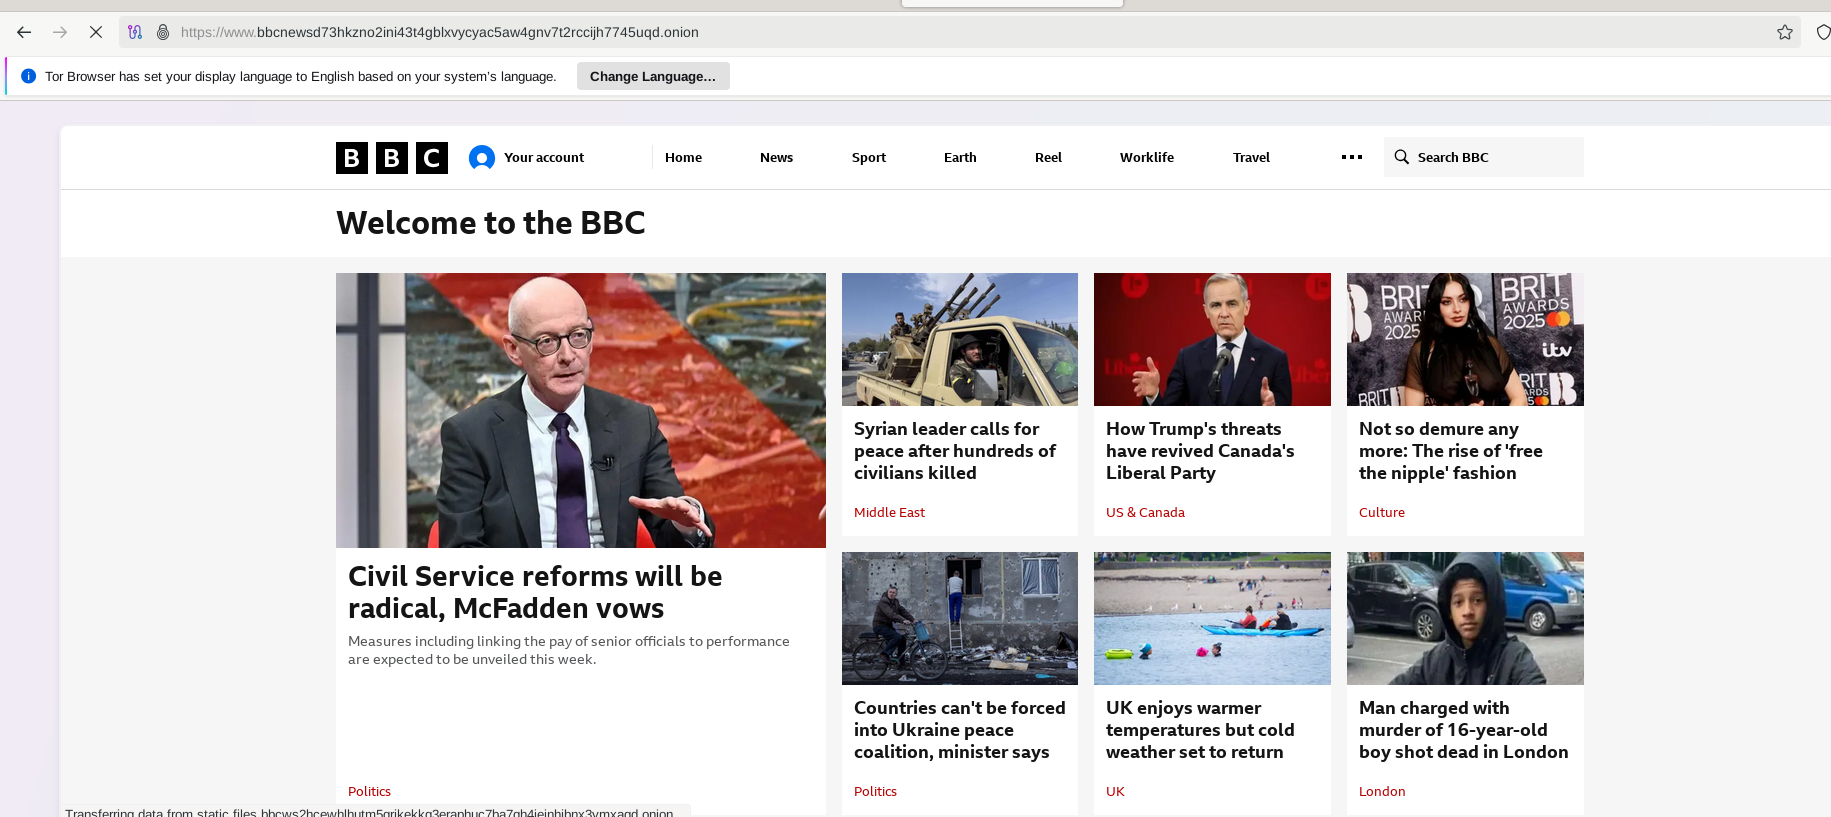 https://www.bbcnewsd73hkzno2ini43t4gblxvycyac5aw4gnv7t2rccijh7745uqd.onion
Tor Browser has set your display language to English based on your system's language.
Change Language...
BBC
Your account
Home
News
Sport
Earth
Reel
Worklife
Travel
Search BBC
Welcome to the BBC
BRIT
AWARDS
2025
BRIT
AWARDS
2025
itv
Civil Service reforms will be
radical, McFadden vows
Measures including linking the pay of senior officials to performance
are expected to be unveiled this week.
Politics
Syrian leader calls for
peace after hundreds of
civilians killed
Middle East
How Trump's threats
have revived Canada's
Liberal Party
US & Canada
Not so demure any
more: The rise of 'free
the nipple' fashion
Culture
Countries can't be forced
into Ukraine peace
coalition, minister says
Politics
UK enjoys warmer
temperatures but cold
weather set to return
UK
Man charged with
murder of 16-year-old
boy shot dead in London
London
Transferring data from static.files.